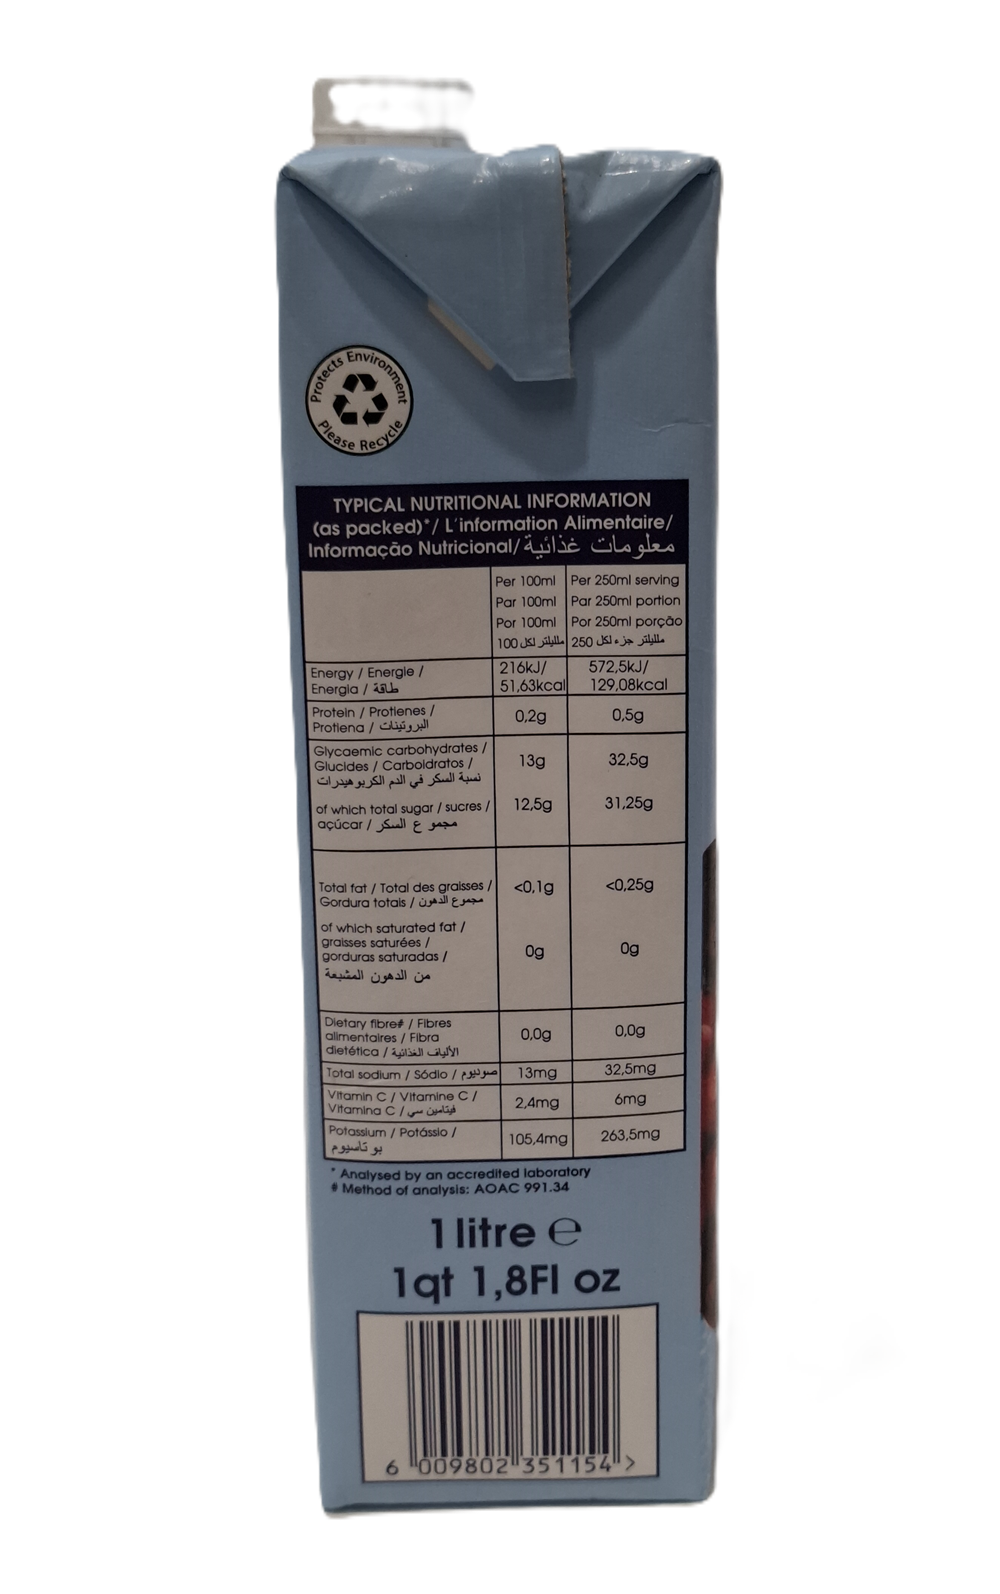 Protects Environment
Please Recycle
TYPICAL NUTRITIONAL INFORMATION
(as packed)*/ L'information Alimentaire/
Informação Nutricional/ معلومات غذائية
Per 100ml Per 250ml serving
Par 100ml Par 250ml portion
Por 100ml Por 250ml porção
ملليلتر لكل 100 ملليلتر جزء لكل 250
Energy / Energie / 216kJ/ 572,5kJ/
Energia / طاقة 51,63kcal 129,08kcal
Protein / Protienes /
Protiena / البروتينات 0,2g 0,5g
Glycaemic carbohydrates /
Glucides / Carboidratos / 13g 32,5g
نسبة السكر في الدم الكربوهيدرات
of which total sugar / sucres / 12,5g 31,25g
açúcar / مجموع السكر
Total fat / Total des graisses / <0,1g <0,25g
Gordura totais / مجموع الدهون
of which saturated fat /
graisses saturées / 0g 0g
gorduras saturadas /
من الدهون المشبعة
Dietary fibre# / Fibres
alimentaires / Fibra 0,0g 0,0g
dietética / الألياف الغذائية
Total sodium / Sódio / صوديوم 13mg 32,5mg
Vitamin C / Vitamine C /
Vitamina C / فيتامين سي 2,4mg 6mg
Potassium / Potássio / 105,4mg 263,5mg
بو تاسيوم
* Analysed by an accredited laboratory
# Method of analysis: AOAC 991.34
1 litre ℮
1qt 1,8Fl oz
6 009802 351154 >